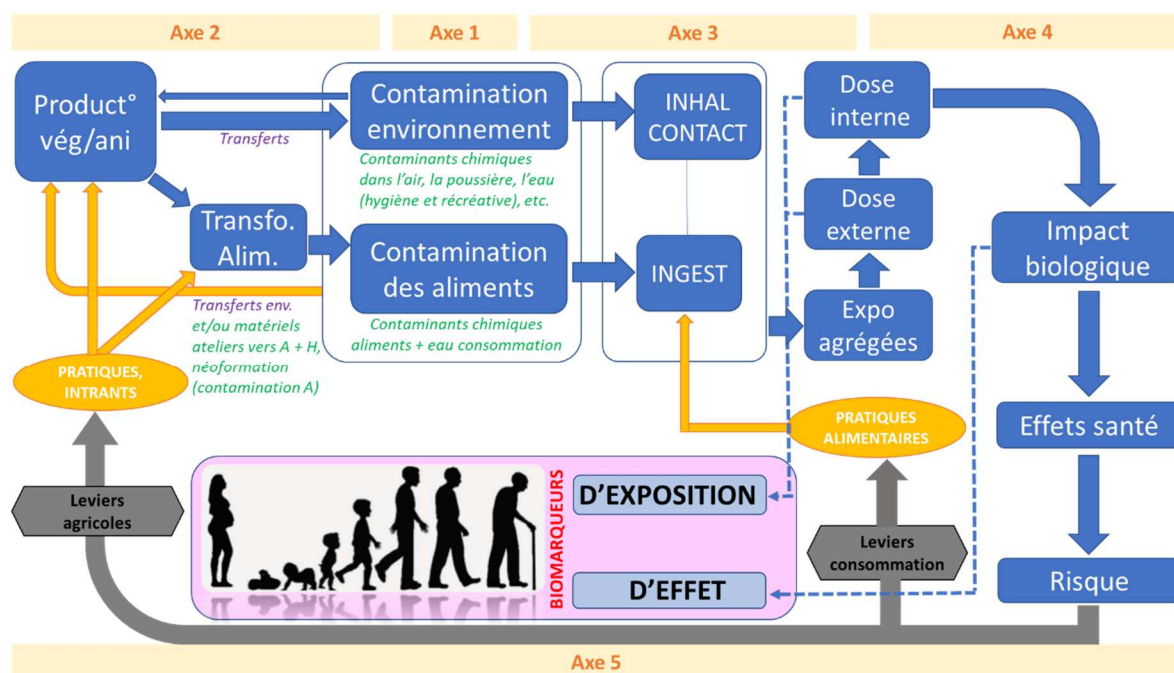 Axe 2
Axe 1
Axe 3
Axe 4
Product°
vég/ani
Transferts
Contamination
environnement
Contaminants chimiques
dans l'air, la poussière, l'eau
(hygiène et récréative), etc.
INHAL
CONTACT
Dose
interne
Transfo.
Alim.
Contamination
des aliments
Contaminants chimiques
aliments + eau consommation
INGEST
Dose
externe
Impact
biologique
Transferts env.
et/ou matériels
ateliers vers A + H,
néoformation
(contamination A)
Expo
agrégées
PRATIQUES,
INTRANTS
PRATIQUES
ALIMENTAIRES
Effets santé
Leviers
agricoles
BIOMARQUEURS
D'EXPOSITION
D'EFFET
Leviers
consommation
Risque
Axe 5